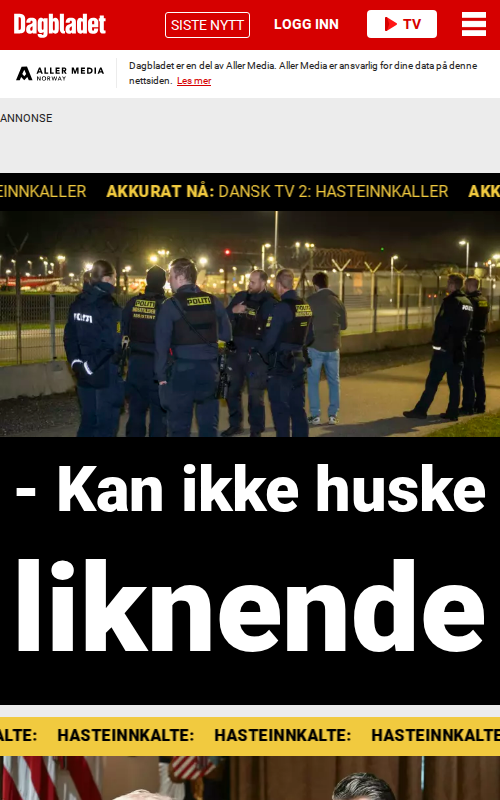 Dagbladet
SISTE NYTT
LOGG INN
TV
ALLER MEDIA
NORWAY
Dagbladet er en del av Aller Media. Aller Media er ansvarlig for dine data på denne
nettsiden. Les mer
ANNONSE
EINNKALLER AKKURAT NÅ: DANSK TV 2: HASTEINNKALLER AKK
POLITI
POLITI
POLITI
POLITI
- Kan ikke huske
liknende
ALTE: HASTEINNKALTE: HASTEINNKALTE: HASTEINNKALTE